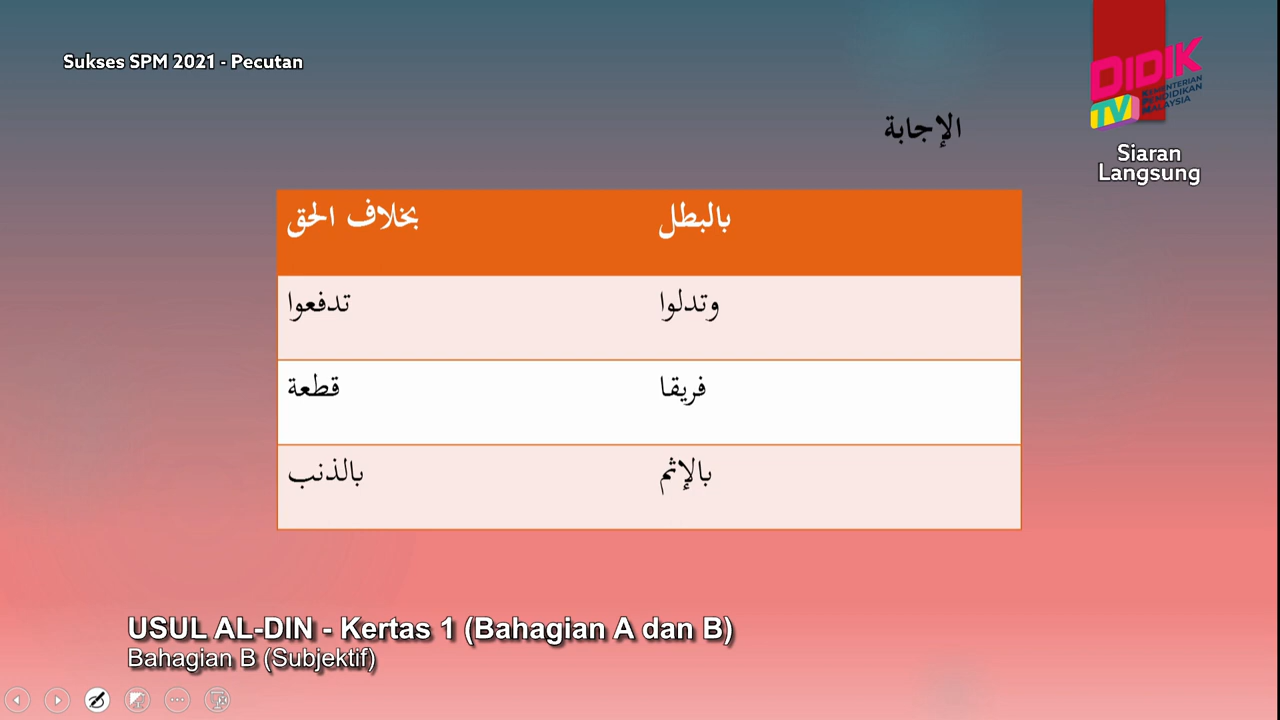 Sukses SPM 2021 - Pecutan
DIDIK
TV
KEMENTERIAN
PENDIDIKAN
MALAYSIA
Siaran
Langsung
الإجابة
بالبطل بخلاف الحق
وتدلوا تدفعوا
فريقا قطعة
بالإثم بالذنب
USUL AL-DIN - Kertas 1 (Bahagian A dan B)
Bahagian B (Subjektif)